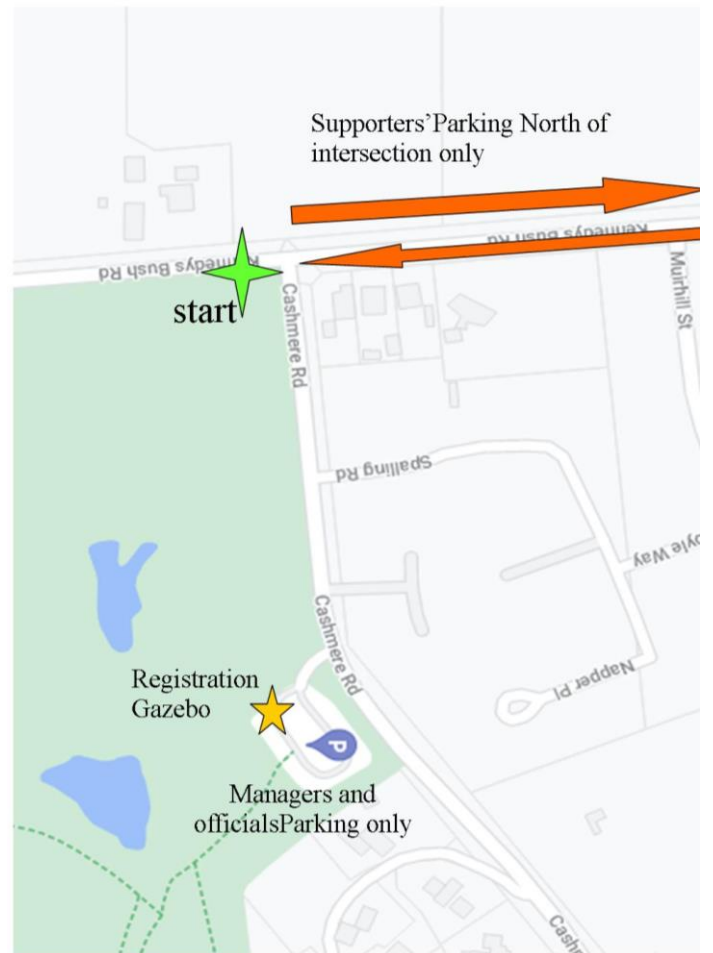 Supporters'Parking North of
intersection only
Kennedys Bush Rd
Kennedys Bush Rd
start
Muirhill St
Cashmere Rd
Spalling Rd
Way
Cashmere Rd
Registration
Gazebo
Napper Pl
P
Managers and
officialsParking only